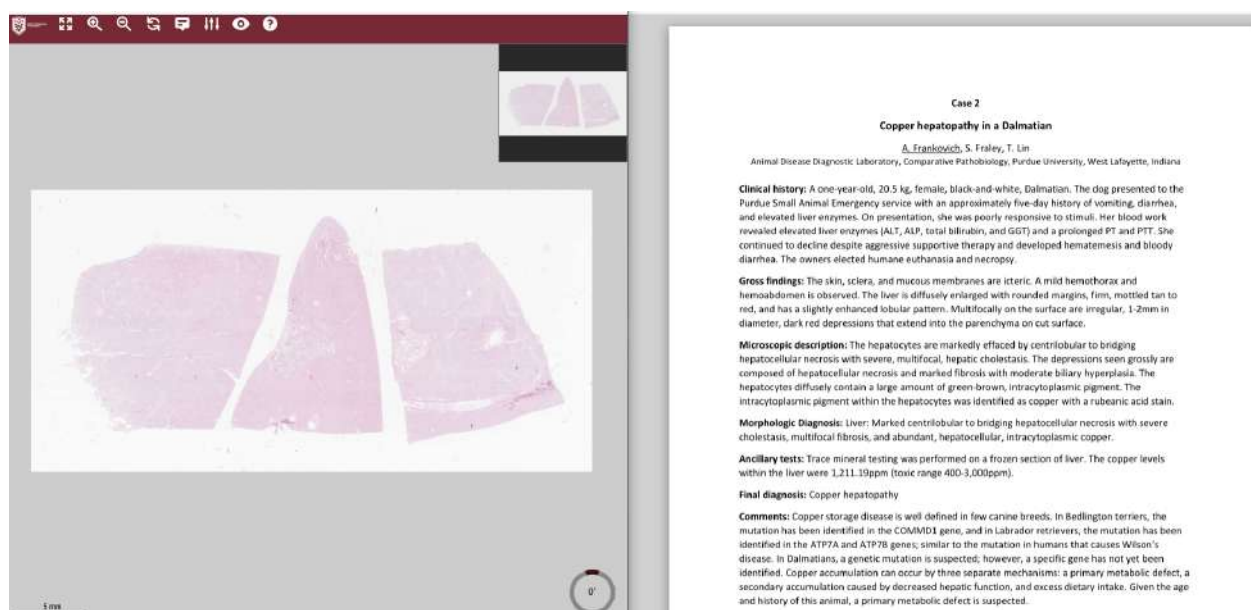 Case 2
Copper hepatopathy in a Dalmatian
A. Frankovich, S. Fraley, T. Lin
Animal Disease Diagnostic Laboratory, Comparative Pathobiology, Purdue University, West Lafayette, Indiana
Clinical history: A one-year-old, 20.5 kg, female, black-and-white, Dalmatian. The dog presented to the
Purdue Small Animal Emergency service with an approximately five-day history of vomiting, diarrhea,
and elevated liver enzymes. On presentation, she was poorly responsive to stimuli. Her blood work
revealed elevated liver enzymes (ALT, ALP, total bilirubin, and GGT) and a prolonged PT and PTT. She
continued to decline despite aggressive supportive therapy and developed hematemesis and bloody
diarrhea. The owners elected humane euthanasia and necropsy.
Gross findings: The skin, sclera, and mucous membranes are icteric. A mild hemothorax and
hemoabdomen is observed. The liver is diffusely enlarged with rounded margins, firm, mottled tan to
red, and has a slightly enhanced lobular pattern. Multifocally on the surface are irregular, 1-2mm in
diameter, dark red depressions that extend into the parenchyma on cut surface.
Microscopic description: The hepatocytes are markedly effaced by centrilobular to bridging
hepatocellular necrosis with severe, multifocal, hepatic cholestasis. The depressions seen grossly are
composed of hepatocellular necrosis and marked fibrosis with moderate biliary hyperplasia. The
hepatocytes diffusely contain a large amount of green-brown, intracytoplasmic pigment. The
intracytoplasmic pigment within the hepatocytes was identified as copper with a rubeanic acid stain.
Morphologic Diagnosis: Liver: Marked centrilobular to bridging hepatocellular necrosis with severe
cholestasis, multifocal fibrosis, and abundant, hepatocellular, intracytoplasmic copper.
Ancillary tests: Trace mineral testing was performed on a frozen section of liver. The copper levels
within the liver were 1,211.19ppm (toxic range 400-3,000ppm).
Final diagnosis: Copper hepatopathy
Comments: Copper storage disease is well defined in few canine breeds. In Bedlington terriers, the
mutation has been identified in the COMMD1 gene, and in Labrador retrievers, the mutation has been
identified in the ATP7A and ATP7B genes; similar to the mutation in humans that causes Wilson's
disease. In Dalmatians, a genetic mutation is suspected; however, a specific gene has not yet been
identified. Copper accumulation can occur by three separate mechanisms: a primary metabolic defect, a
secondary accumulation caused by decreased hepatic function, and excess dietary intake. Given the age
and history of this animal, a primary metabolic defect is suspected.
5 mm
0'